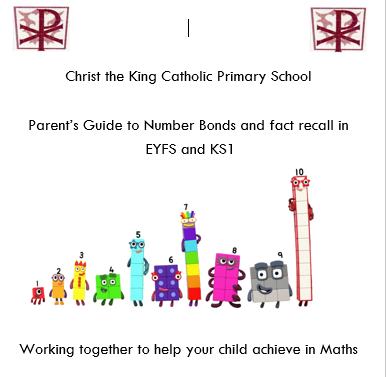 Christ the King Catholic Primary School
Parent's Guide to Number Bonds and fact recall in
EYFS and KS1
1 2 3 4 5 6 7 8 9 10
Working together to help your child achieve in Maths